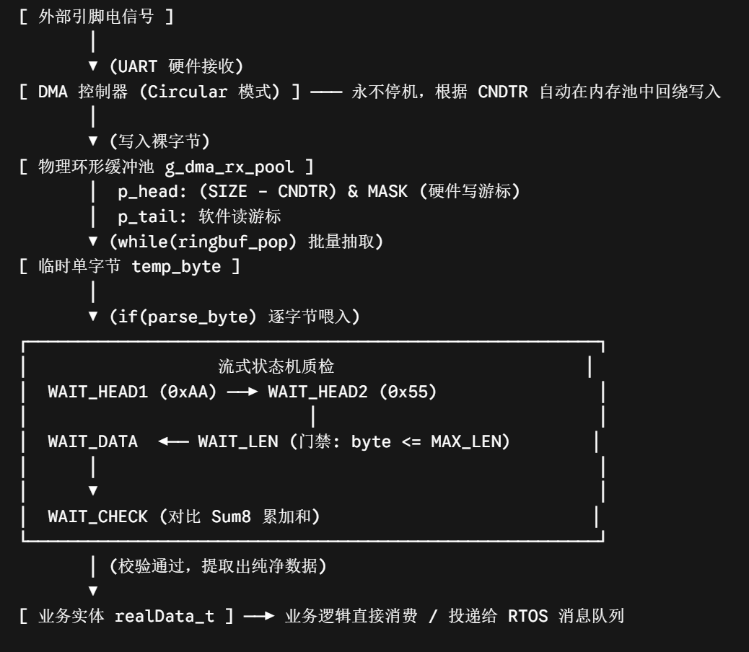 [ 外部引脚电信号 ]
(UART 硬件接收)
[ DMA 控制器 (Circular 模式) ] ─── 永不停机，根据 CNDTR 自动在内存池中回绕写入
(写入裸字节)
[ 物理环形缓冲池 g_dma_rx_pool ]
p_head: (SIZE - CNDTR) & MASK (硬件写游标)
p_tail: 软件读游标
(while(ringbuf_pop) 批量抽取)
[ 临时单字节 temp_byte ]
(if(parse_byte) 逐字节喂入)
流式状态机质检
WAIT_HEAD1 (0xAA) ──► WAIT_HEAD2 (0x55)
WAIT_DATA ◄── WAIT_LEN (门禁: byte <= MAX_LEN)
WAIT_CHECK (对比 Sum8 累加和)
(校验通过，提取出纯净数据)
[ 业务实体 realData_t ] ──► 业务逻辑直接消费 / 投递给 RTOS 消息队列